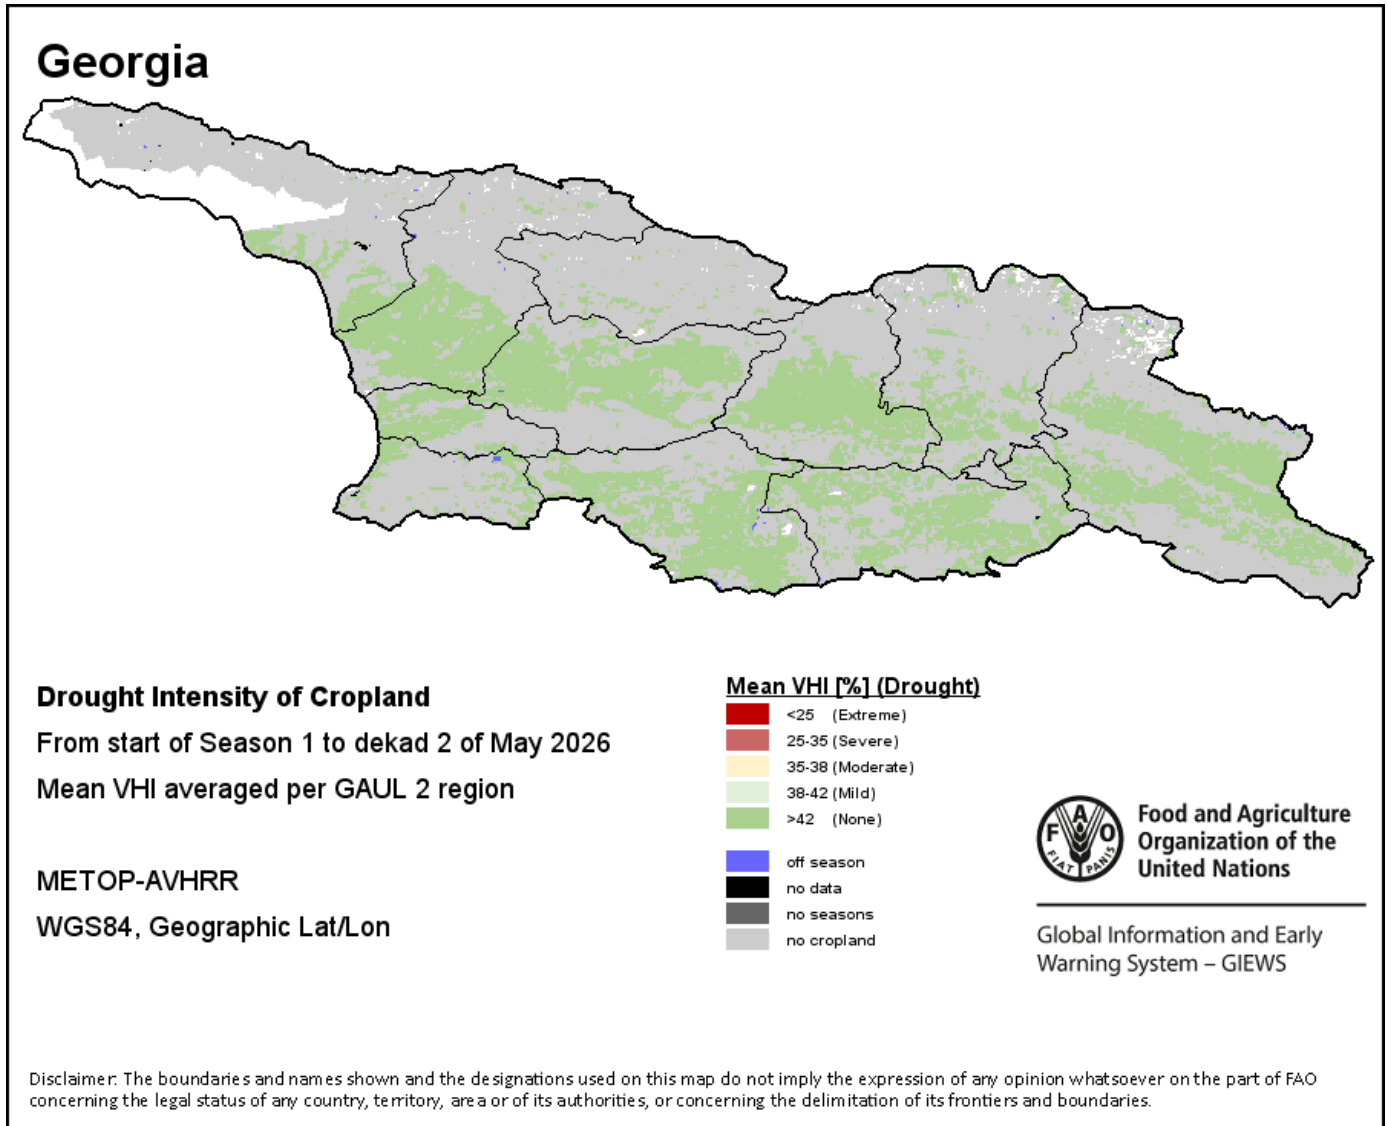 Georgia
Drought Intensity of Cropland
From start of Season 1 to dekad 2 of May 2026
Mean VHI averaged per GAUL 2 region
METOP-AVHRR
WGS84, Geographic Lat/Lon
Mean VHI [%] (Drought)
<25 (Extreme)
25-35 (Severe)
35-38 (Moderate)
38-42 (Mild)
>42 (None)
off season
no data
no seasons
no cropland
F A O
FIAT PANIS
Food and Agriculture
Organization of the
United Nations
Global Information and Early
Warning System – GIEWS
Disclaimer: The boundaries and names shown and the designations used on this map do not imply the expression of any opinion whatsoever on the part of FAO
concerning the legal status of any country, territory, area or of its authorities, or concerning the delimitation of its frontiers and boundaries.